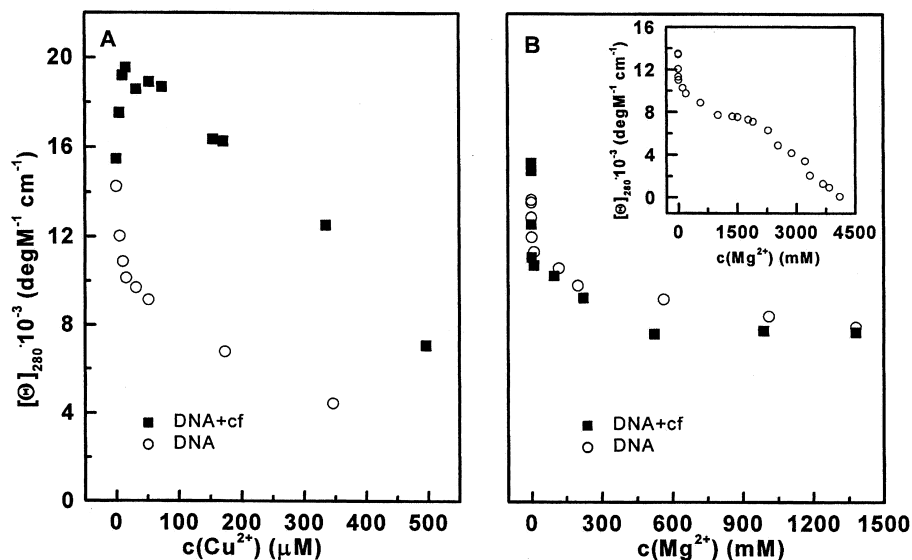 A
20
16
12
8
4
0
[Θ]₂₈₀·10⁻³ (degM⁻¹ cm⁻¹)
DNA+cf
DNA
0 100 200 300 400 500
c(Cu²⁺) (μM)
B
DNA+cf
DNA
0 300 600 900 1200 1500
c(Mg²⁺) (mM)
16
12
8
4
0
[Θ]₂₈₀·10⁻³ (degM⁻¹ cm⁻¹)
0 1500 3000 4500
c(Mg²⁺) (mM)